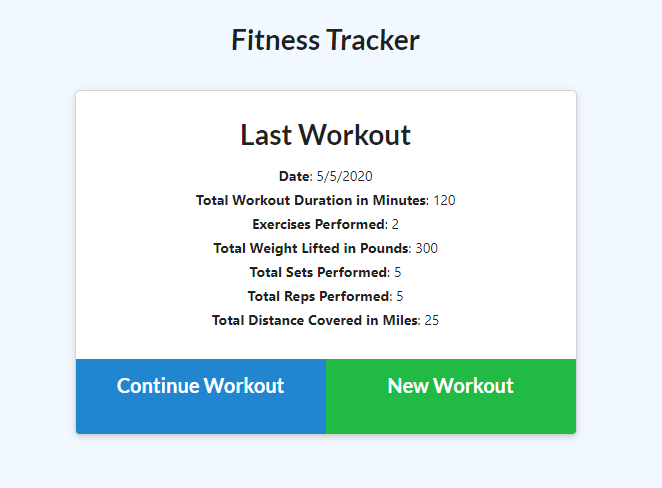 Fitness Tracker
Last Workout
Date: 5/5/2020
Total Workout Duration in Minutes: 120
Exercises Performed: 2
Total Weight Lifted in Pounds: 300
Total Sets Performed: 5
Total Reps Performed: 5
Total Distance Covered in Miles: 25
Continue Workout
New Workout